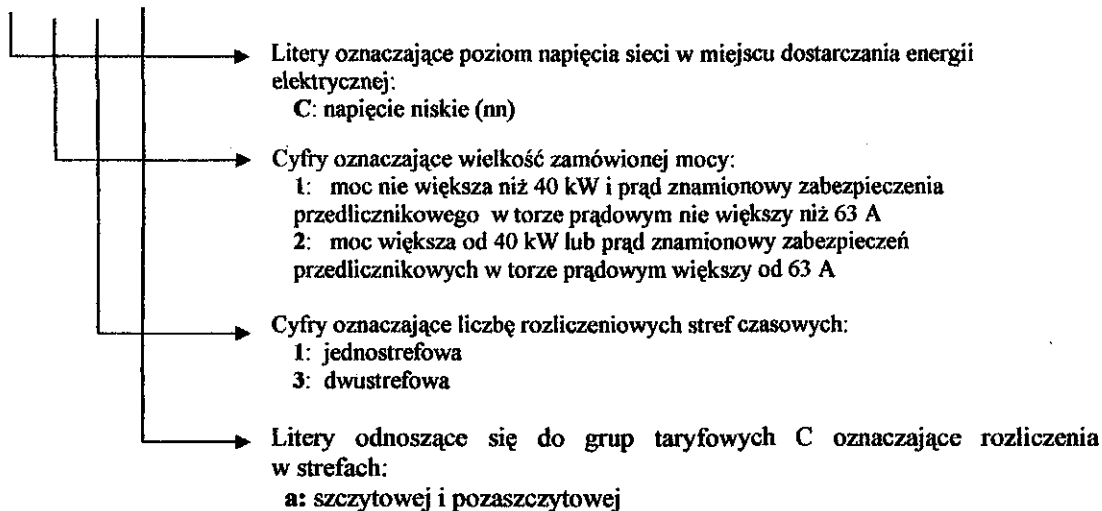 Litery oznaczające poziom napięcia sieci w miejscu dostarczania energii
elektrycznej:
C: napięcie niskie (nn)
Cyfry oznaczające wielkość zamówionej mocy:
1: moc nie większa niż 40 kW i prąd znamionowy zabezpieczenia
przedlicznikowego w torze prądowym nie większy niż 63 A
2: moc większa od 40 kW lub prąd znamionowy zabezpieczeń
przedlicznikowych w torze prądowym większy od 63 A
Cyfry oznaczające liczbę rozliczeniowych stref czasowych:
1: jednostrefowa
3: dwustrefowa
Litery odnoszące się do grup taryfowych C oznaczające rozliczenia
w strefach:
a: szczytowej i pozaszczytowej